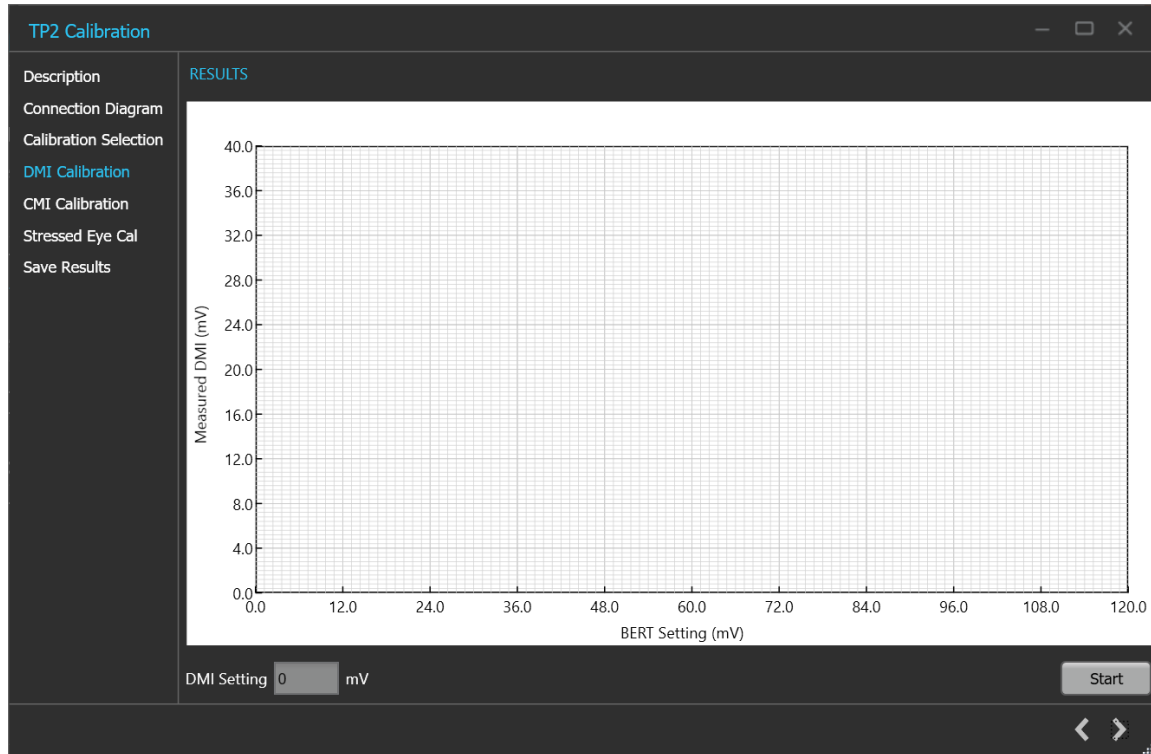 TP2 Calibration
Description
Connection Diagram
Calibration Selection
DMI Calibration
CMI Calibration
Stressed Eye Cal
Save Results
RESULTS
Measured DMI (mV)
40.0
36.0
32.0
28.0
24.0
20.0
16.0
12.0
8.0
4.0
0.0
0.0 12.0 24.0 36.0 48.0 60.0 72.0 84.0 96.0 108.0 120.0
BERT Setting (mV)
DMI Setting 0 mV
Start